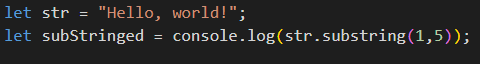 let str = "Hello, world!";
let subStringed = console.log(str.substring(1,5));